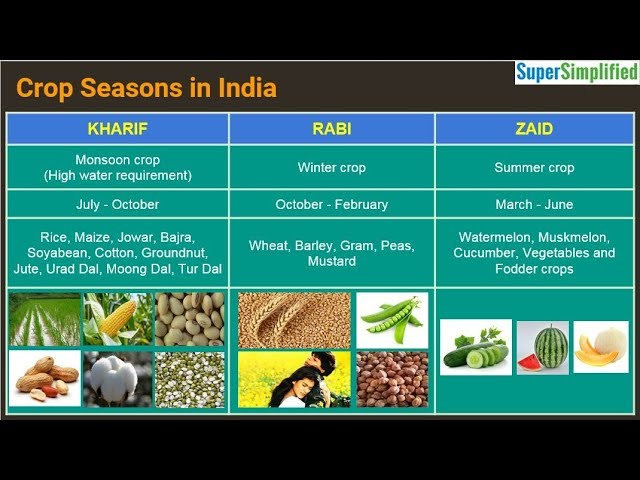 SuperSimplified
Crop Seasons in India
KHARIF
RABI
ZAID
Monsoon crop
(High water requirement)
Winter crop
Summer crop
July - October
October - February
March - June
Rice, Maize, Jowar, Bajra,
Soyabean, Cotton, Groundnut,
Jute, Urad Dal, Moong Dal, Tur Dal
Wheat, Barley, Gram, Peas,
Mustard
Watermelon, Muskmelon,
Cucumber, Vegetables and
Fodder crops